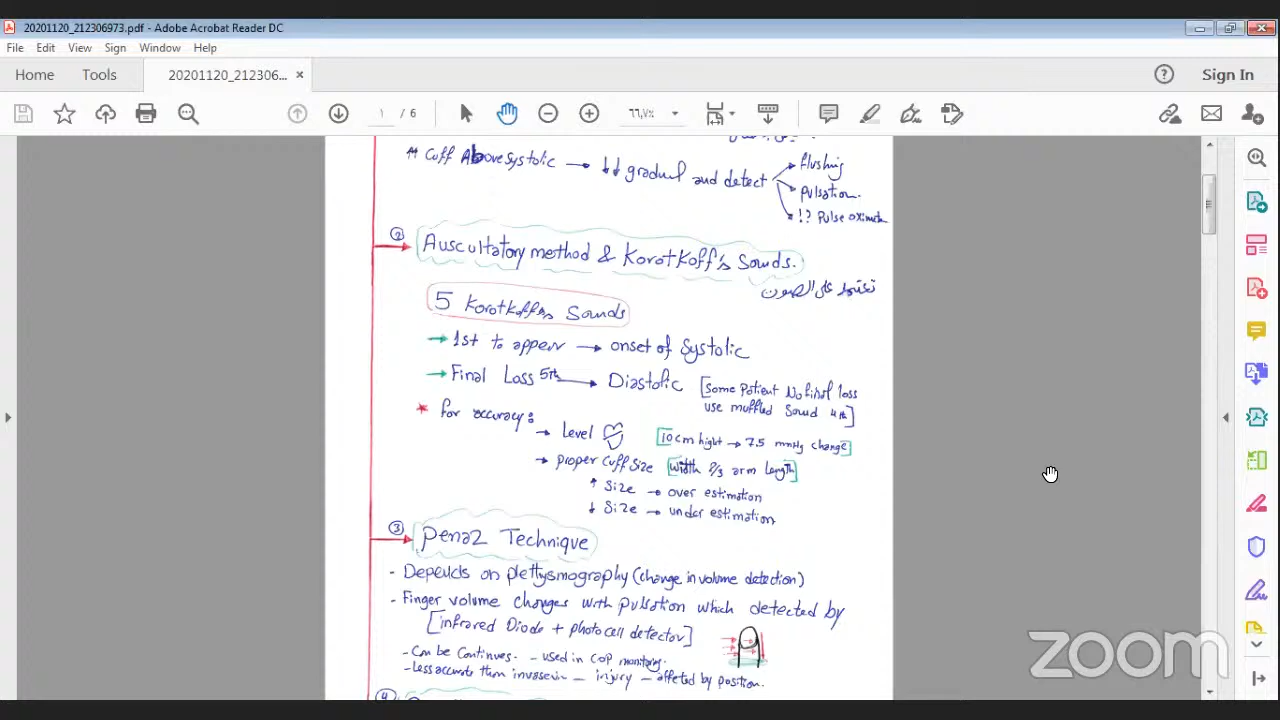 20201120_212306973.pdf - Adobe Acrobat Reader DC
File Edit View Sign Window Help
Home Tools 20201120_212306... × Sign In
١ / 6 ٦٦٫٧%
↑↑ Cuff Above systolic → ↓↓ gradual and detect
flushing
pulsation.
!? Pulse oximeter
② Auscultatory method & Korotkoff's Sounds.
تعتمد على الصوت
5 Korotkoff's Sounds
→ 1st to appear → onset of Systolic
→ Final Loss 5th → Diastolic [Some Patient No final loss
use muffled Sound 4th]
* for accuracy:
→ Level [10cm hight → 7.5 mmHg change]
→ proper Cuff Size [width 2/3 arm length]
↑ Size → over estimation
↓ Size → under estimation
③ Penaz Technique
- Depends on plethysmography (change in volume detection)
- Finger volume changes with pulsation which detected by
[infrared Diode + photo cell detector]
- Can be Continues. - used in COP monitoring.
- Less accurate than invasive - injury - affected by position.
④
zoom